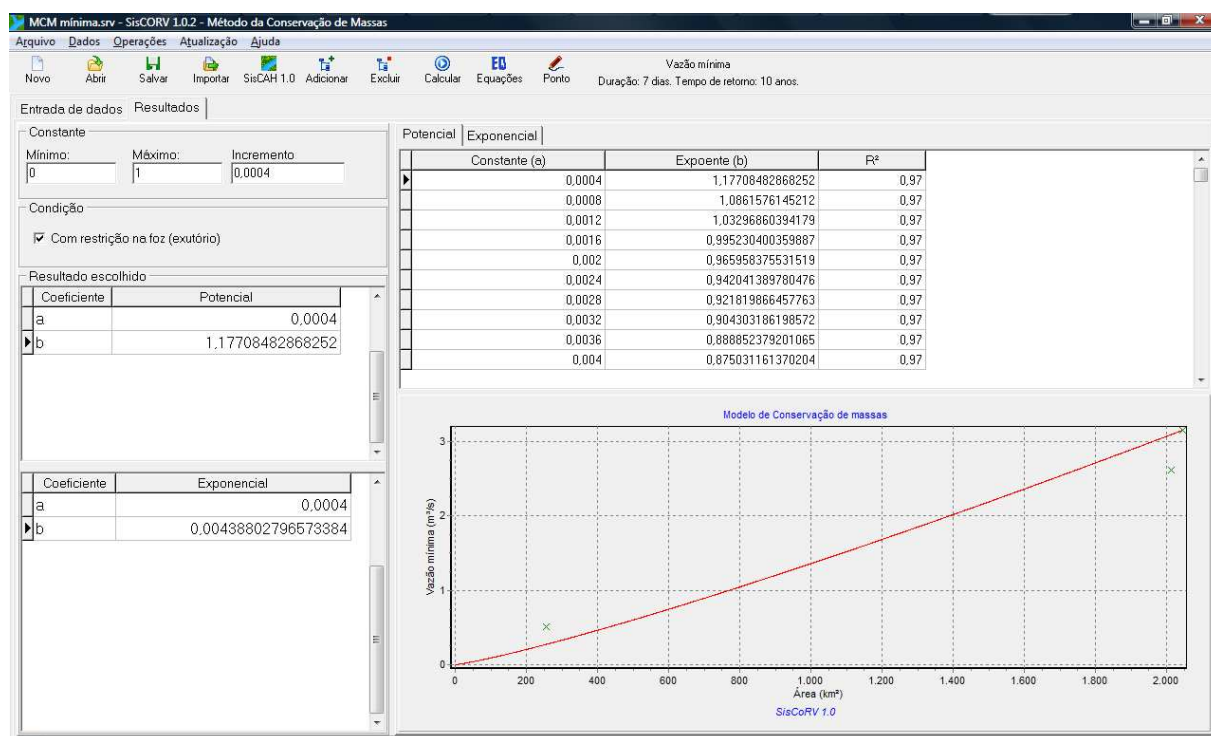 MCM mínima.srv - SisCORV 1.0.2 - Método da Conservação de Massas
Arquivo Dados Operações Atualização Ajuda
Novo Abrir Salvar Importar SisCAH 1.0 Adicionar Excluir Calcular Equações Ponto
Vazão mínima
Duração: 7 dias. Tempo de retorno: 10 anos.
Entrada de dados Resultados
Constante
Mínimo: Máximo: Incremento
0 1 0,0004
Condição
Com restrição na foz (exutório)
Resultado escolhido
Coeficiente Potencial
a 0,0004
b 1,17708482868252
Coeficiente Exponencial
a 0,0004
b 0,00438802796573384
Potencial Exponencial
Constante (a) Expoente (b) R²
0,0004 1,17708482868252 0,97
0,0008 1,0861576145212 0,97
0,0012 1,03296860394179 0,97
0,0016 0,995230400359887 0,97
0,002 0,965958375531519 0,97
0,0024 0,942041389780476 0,97
0,0028 0,921819866457763 0,97
0,0032 0,904303186198572 0,97
0,0036 0,888852379201065 0,97
0,004 0,875031161370204 0,97
Modelo de Conservação de massas
Vazão mínima (m³/s)
3
2
1
0
0 200 400 600 800 1.000 1.200 1.400 1.600 1.800 2.000
Área (km²)
SisCoRV 1.0